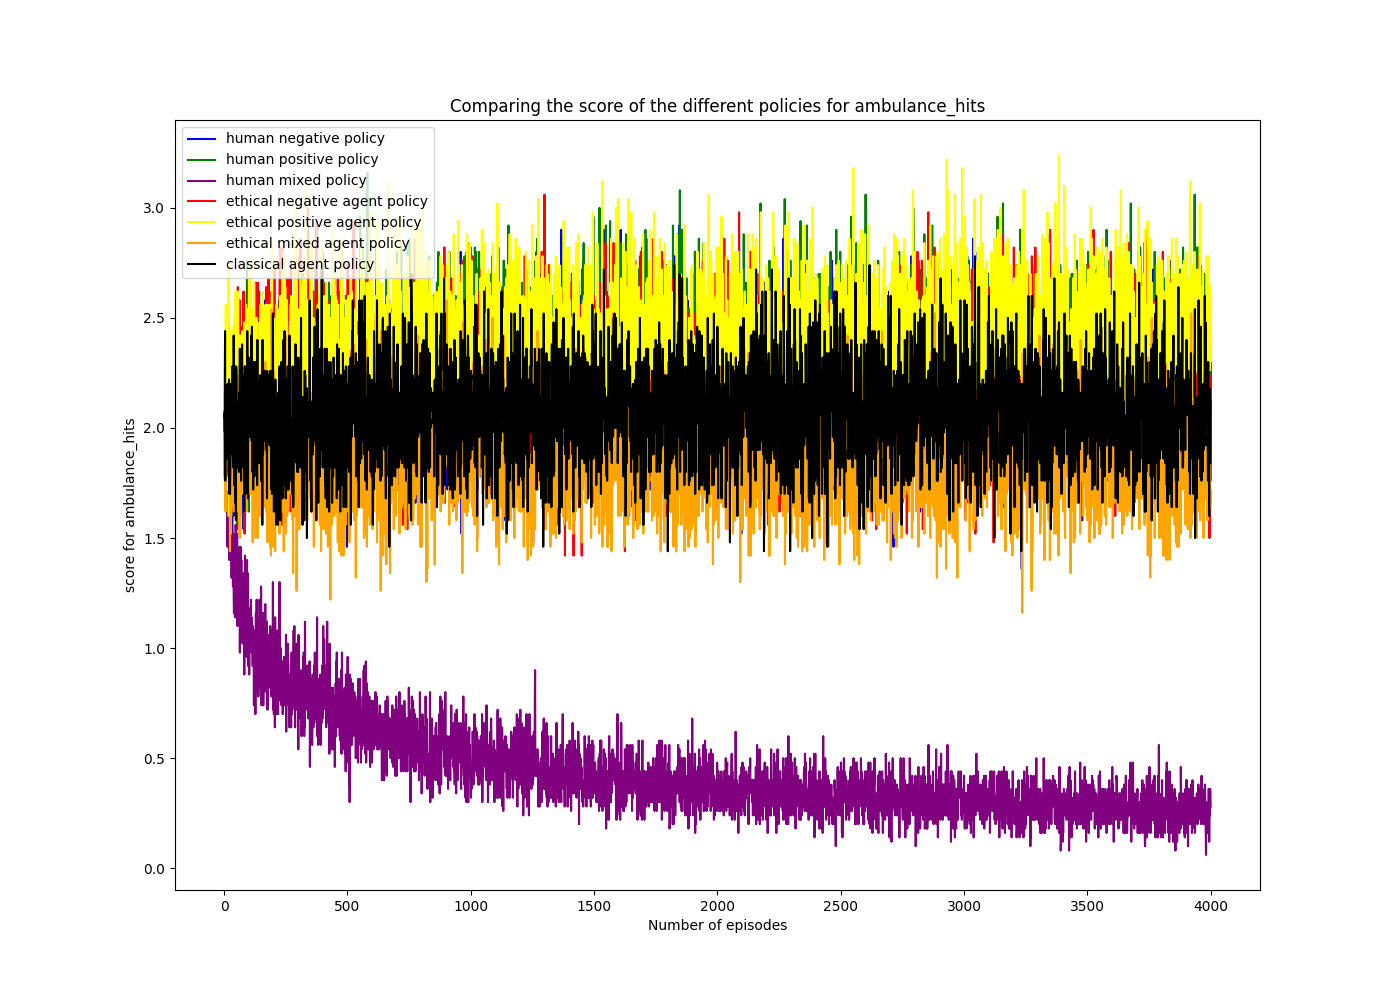 Comparing the score of the different policies for ambulance_hits
human negative policy
human positive policy
human mixed policy
ethical negative agent policy
ethical positive agent policy
ethical mixed agent policy
classical agent policy
score for ambulance_hits
3.0
2.5
2.0
1.5
1.0
0.5
0.0
0 500 1000 1500 2000 2500 3000 3500 4000
Number of episodes